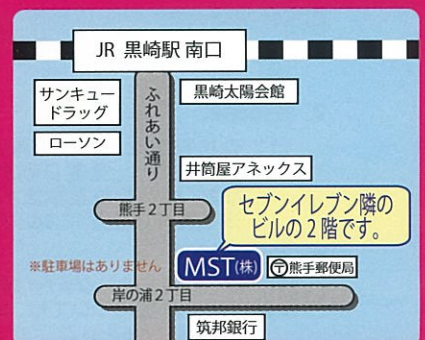 JR 黒崎駅 南口
サンキュー
ドラッグ
ローソン
ふれあい通り
黒崎太陽会館
井筒屋アネックス
熊手2丁目
セブンイレブン隣の
ビルの2階です。
※駐車場はありません
MST(株)
〒熊手郵便局
岸の浦2丁目
筑邦銀行